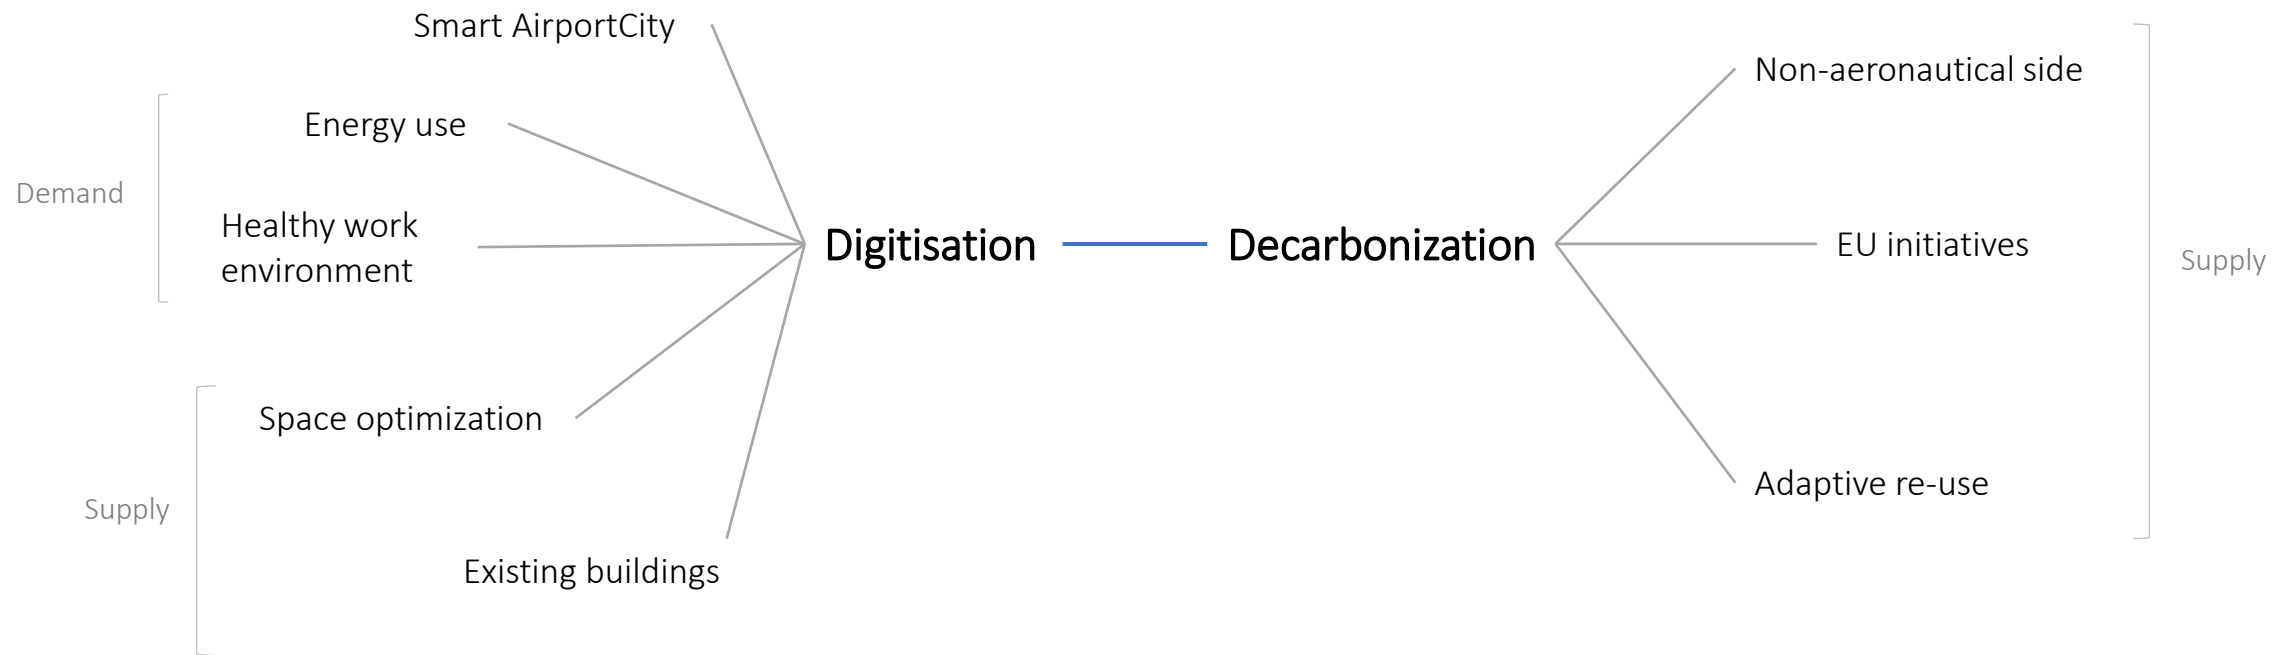 Smart AirportCity
Energy use
Demand
Healthy work
environment
Space optimization
Supply
Existing buildings
Digitisation
Decarbonization
Non-aeronautical side
EU initiatives
Supply
Adaptive re-use